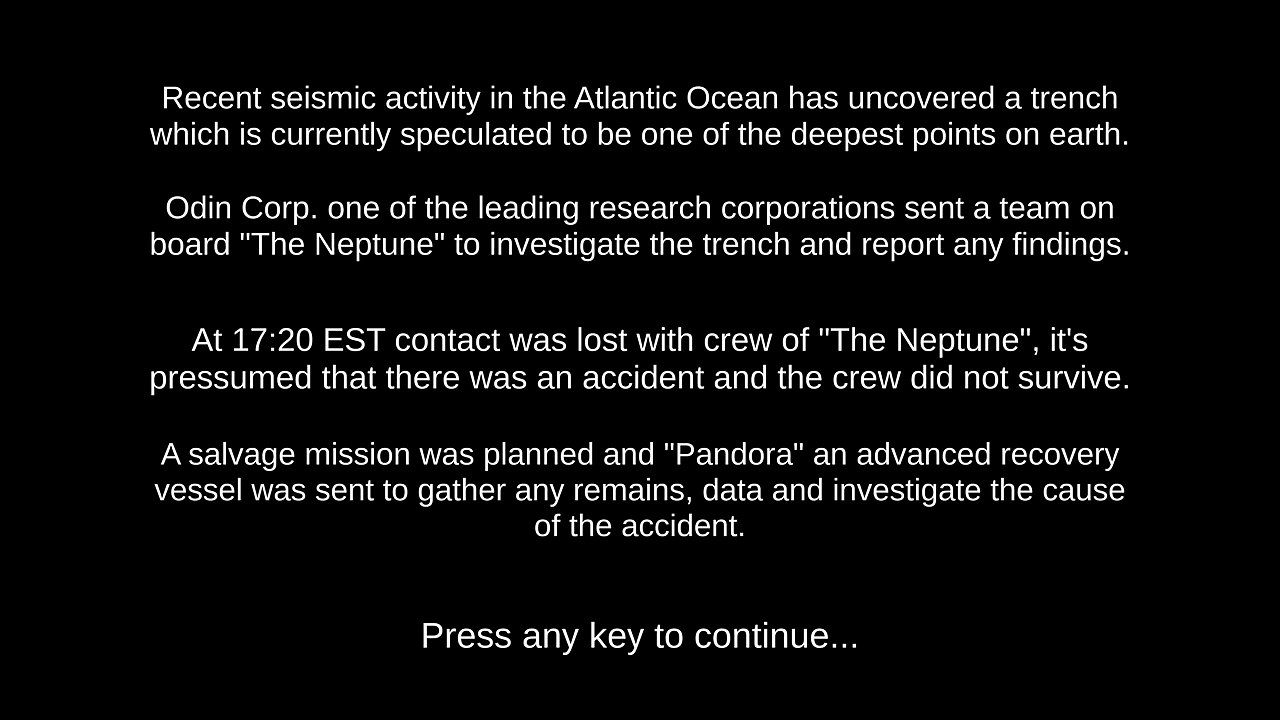 Recent seismic activity in the Atlantic Ocean has uncovered a trench
which is currently speculated to be one of the deepest points on earth.
Odin Corp. one of the leading research corporations sent a team on
board "The Neptune" to investigate the trench and report any findings.
At 17:20 EST contact was lost with crew of "The Neptune", it's
pressumed that there was an accident and the crew did not survive.
A salvage mission was planned and "Pandora" an advanced recovery
vessel was sent to gather any remains, data and investigate the cause
of the accident.
Press any key to continue...